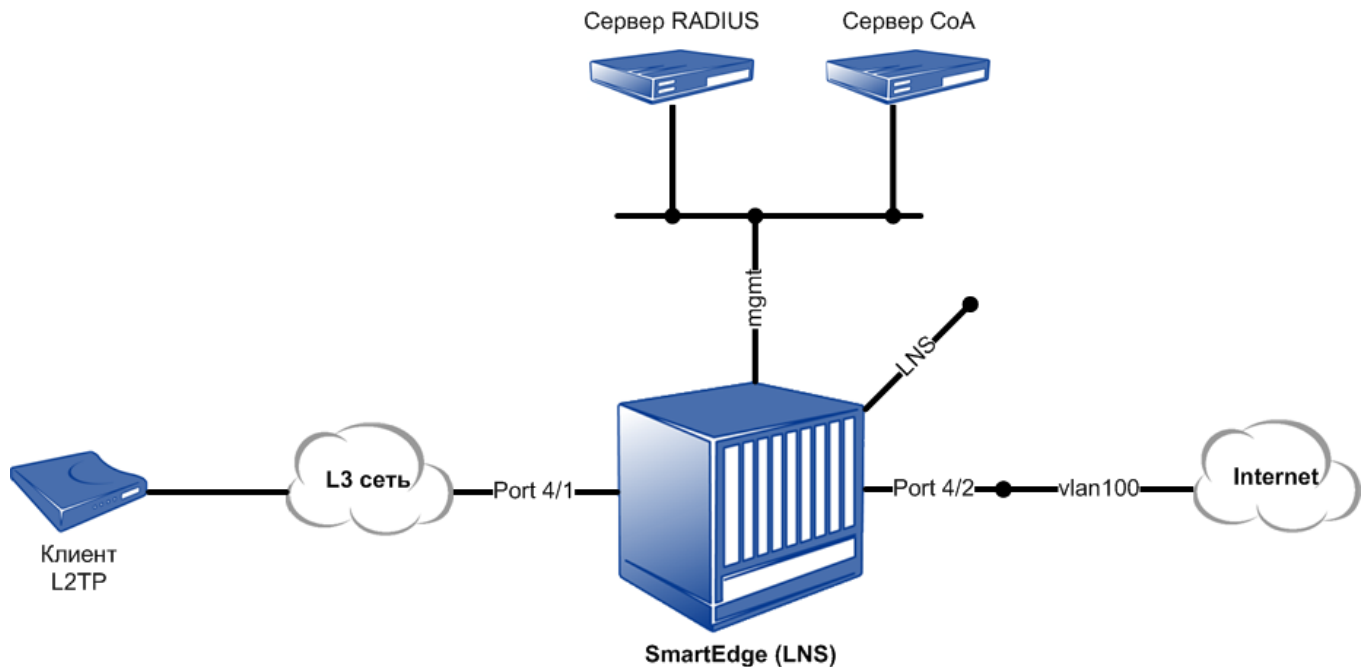 Сервер RADIUS
Сервер CoA
mgmt
LNS
L3 сеть
Port 4/1
Port 4/2
vlan100
Internet
Клиент
L2TP
SmartEdge (LNS)